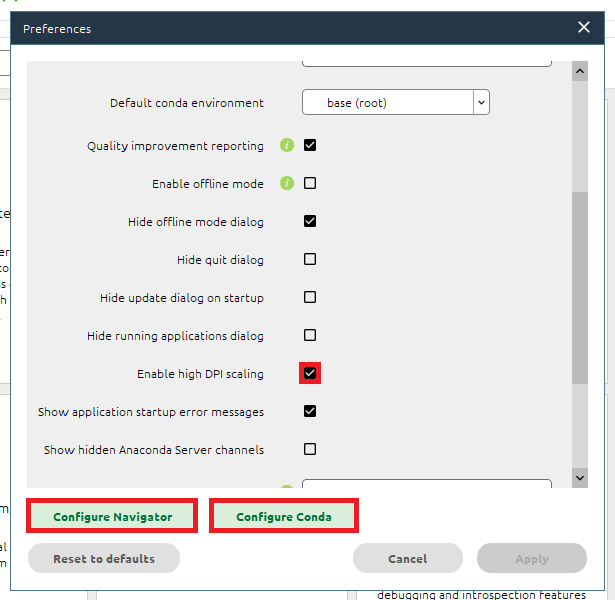 Preferences
Default conda environment
base (root)
Quality improvement reporting
i
Enable offline mode
i
Hide offline mode dialog
Hide quit dialog
Hide update dialog on startup
Hide running applications dialog
Enable high DPI scaling
Show application startup error messages
Show hidden Anaconda Server channels
Configure Navigator
Configure Conda
Reset to defaults
Cancel
Apply
debugging and introspection features